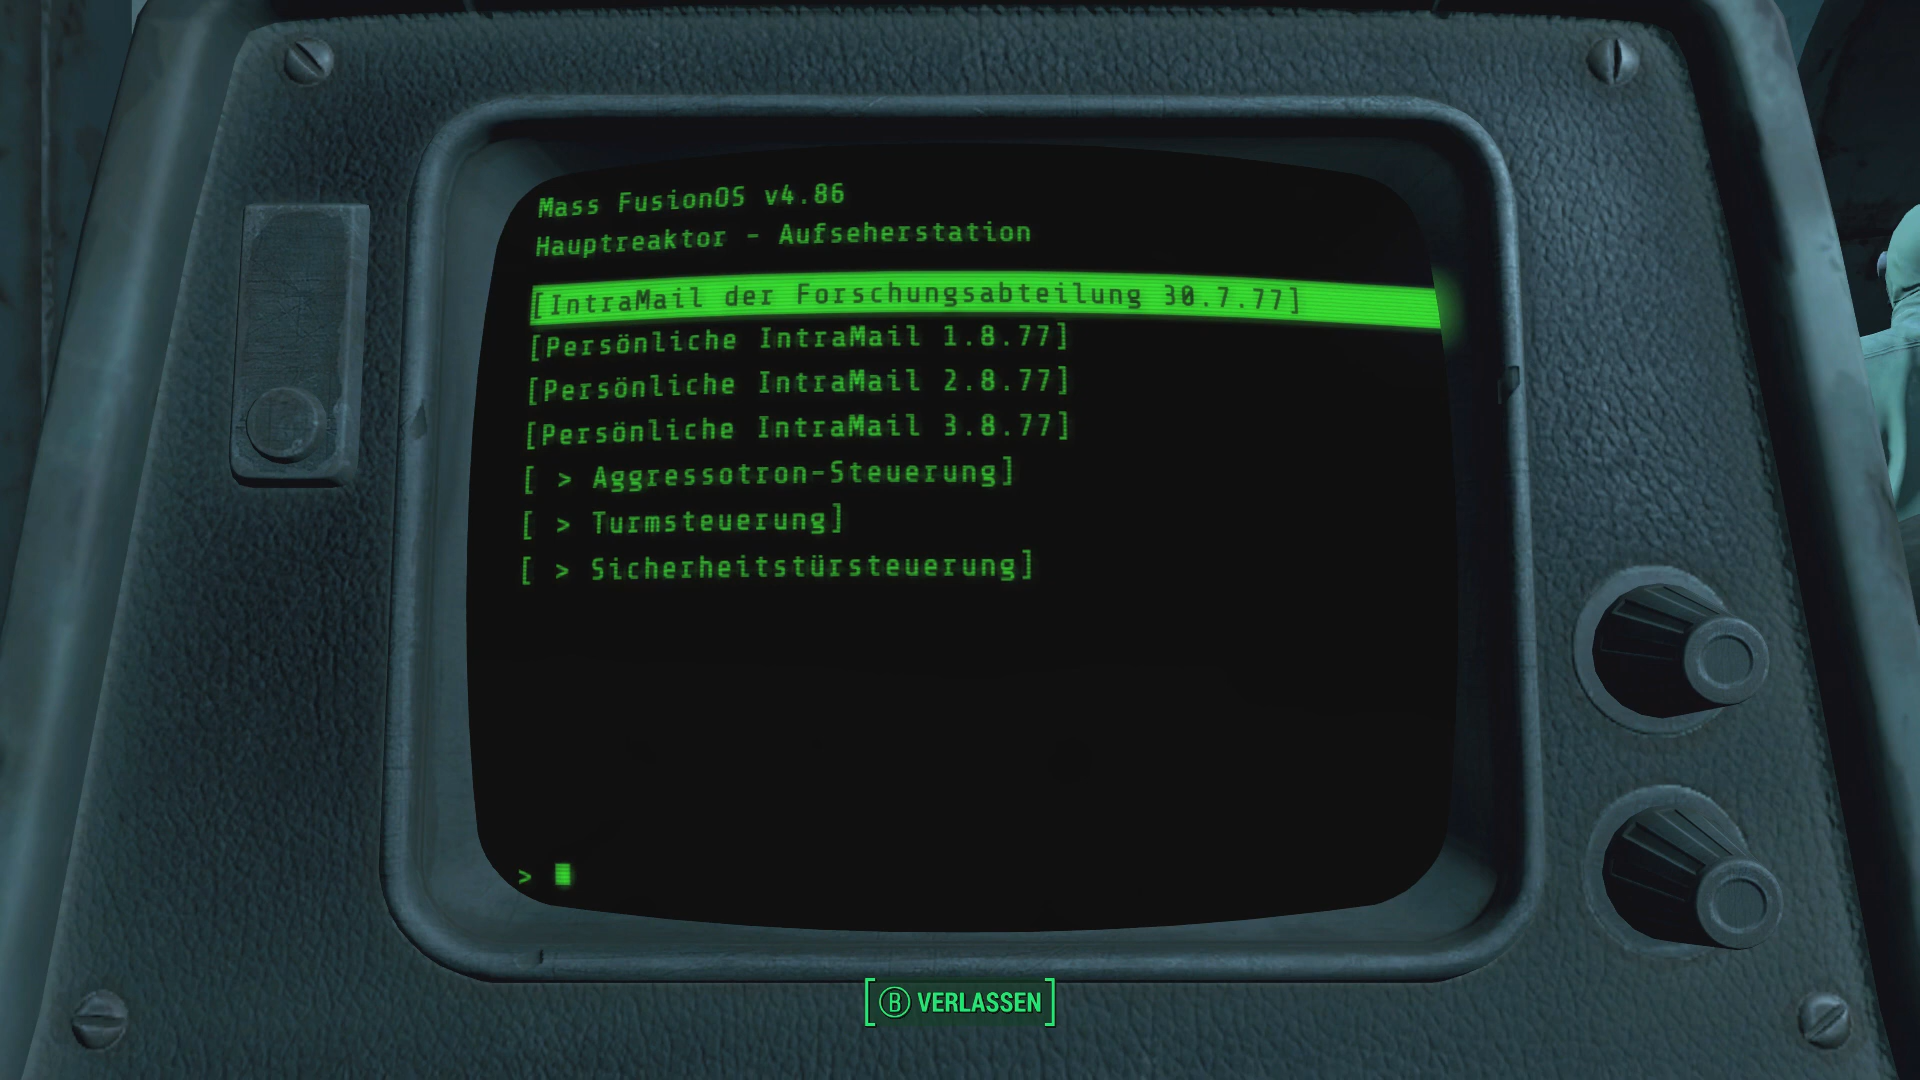 Mass FusionOS v4.86
Hauptreaktor - Aufseherstation
[IntraMail der Forschungsabteilung 30.7.77]
[Persönliche IntraMail 1.8.77]
[Persönliche IntraMail 2.8.77]
[Persönliche IntraMail 3.8.77]
[ > Aggressotron-Steuerung]
[ > Turmsteuerung]
[ > Sicherheitstürsteuerung]
>
[Ⓑ VERLASSEN]